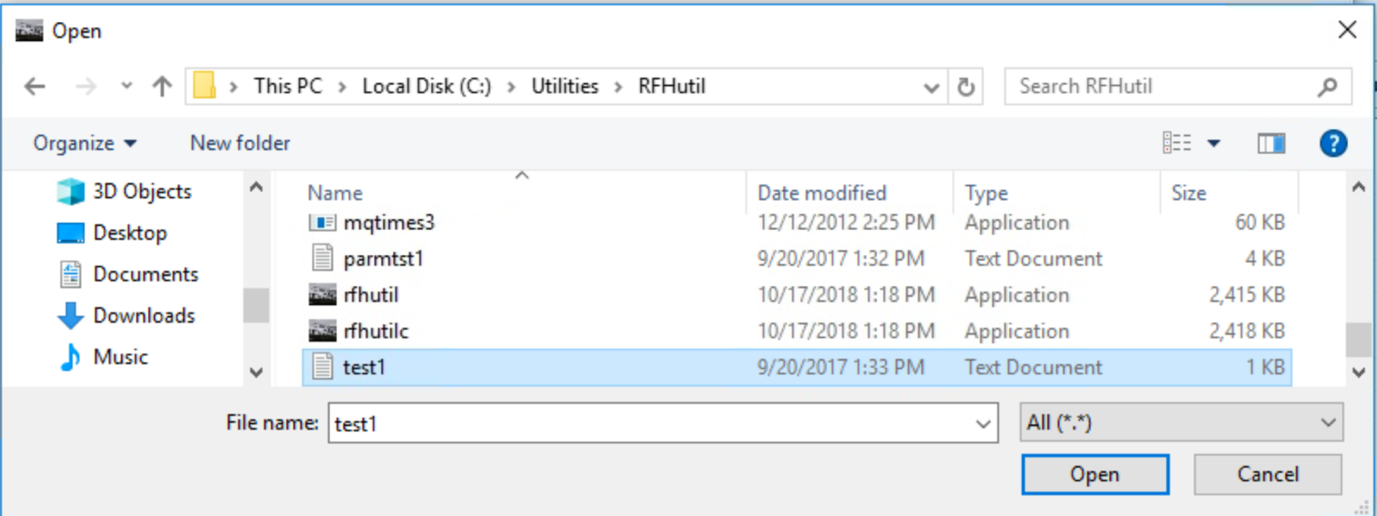 Open
This PC > Local Disk (C:) > Utilities > RFHutil
Search RFHutil
Organize
New folder
?
3D Objects
Desktop
Documents
Downloads
Music
Name Date modified Type Size
mqtimes3 12/12/2012 2:25 PM Application 60 KB
parmtst1 9/20/2017 1:32 PM Text Document 4 KB
rfhutil 10/17/2018 1:18 PM Application 2,415 KB
rfhutilc 10/17/2018 1:18 PM Application 2,418 KB
test1 9/20/2017 1:33 PM Text Document 1 KB
File name: test1 All (*.*)
Open Cancel